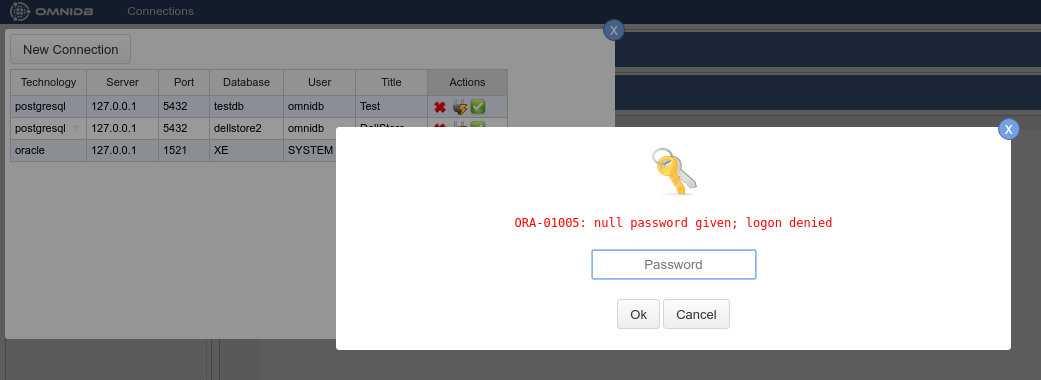 OMNIDB Connections
X
New Connection
Technology Server Port Database User Title Actions
postgresql 127.0.0.1 5432 testdb omnidb Test
postgresql 127.0.0.1 5432 dellstore2 omnidb DellStore
oracle 127.0.0.1 1521 XE SYSTEM
X
ORA-01005: null password given; logon denied
Password
Ok Cancel